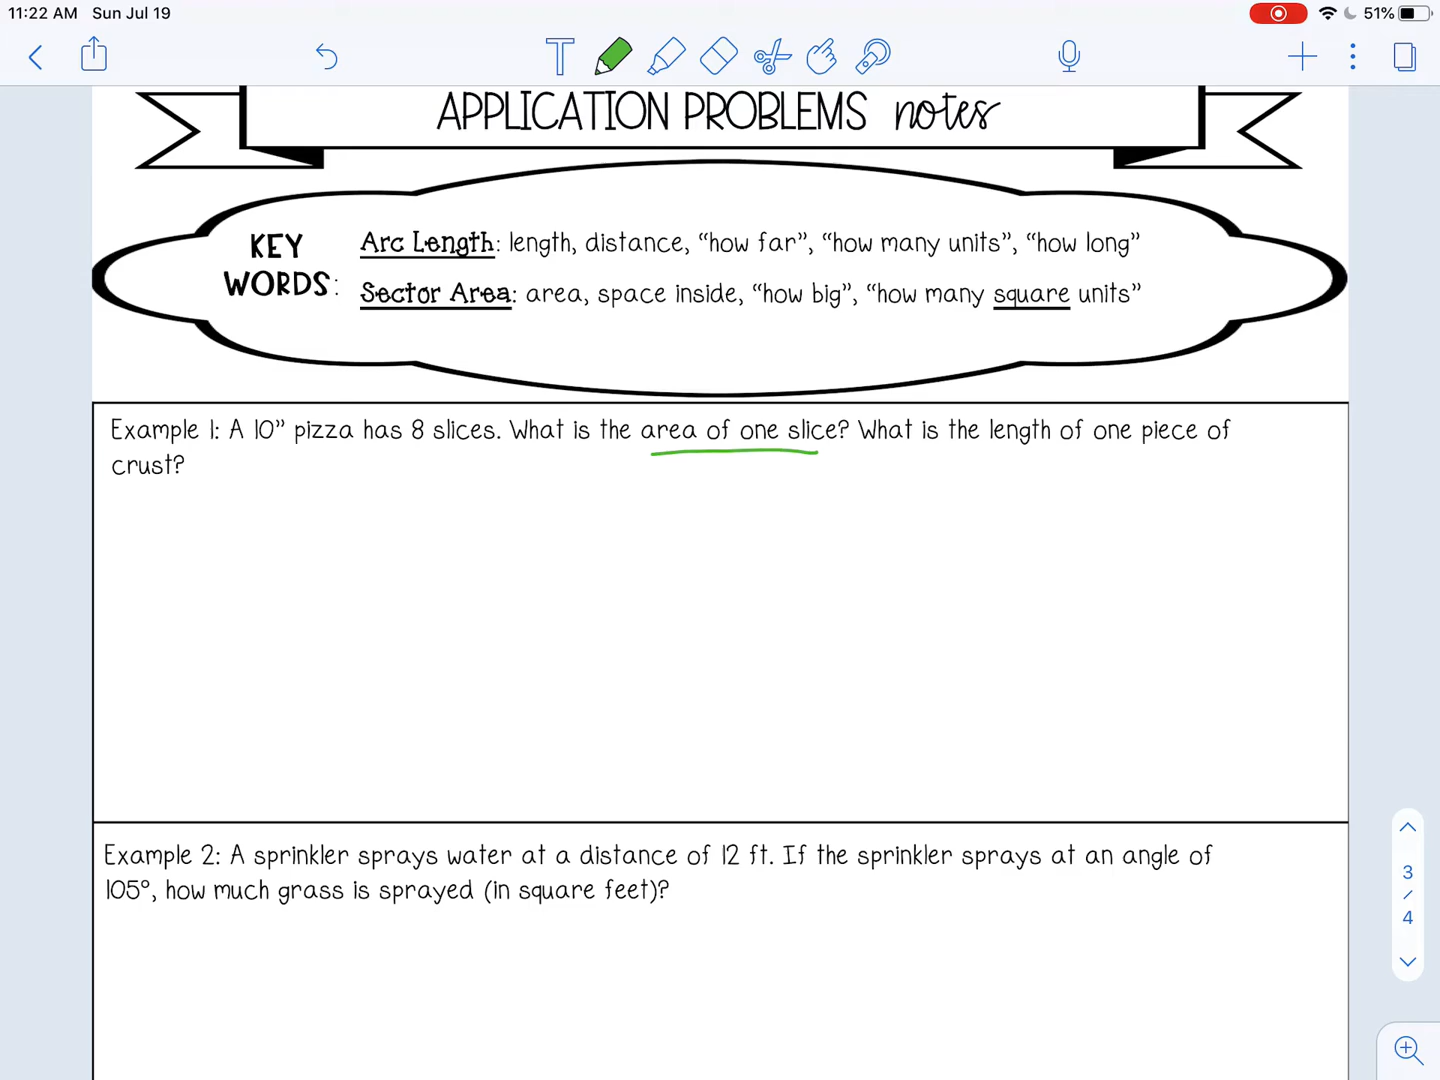 11:22 AM Sun Jul 19
51%
T
APPLICATION PROBLEMS notes
KEY WORDS:
Arc Length: length, distance, “how far”, “how many units”, “how long”
Sector Area: area, space inside, “how big”, “how many square units”
Example 1: A 10” pizza has 8 slices. What is the area of one slice? What is the length of one piece of
crust?
Example 2: A sprinkler sprays water at a distance of 12 ft. If the sprinkler sprays at an angle of
105°, how much grass is sprayed (in square feet)?
3
/
4